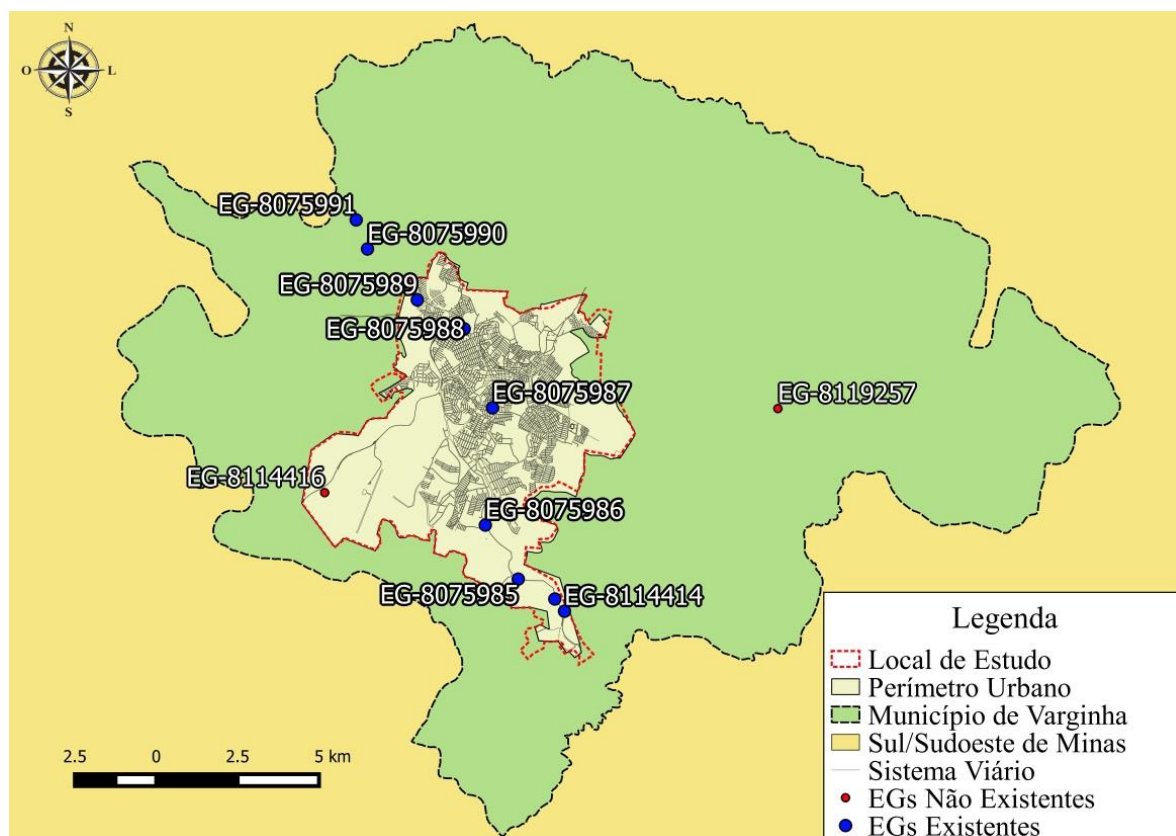 N
O
L
S
EG-8075991
EG-8075990
EG-8075989
EG-8075988
EG-8075987
EG-8119257
EG-8114416
EG-8075986
EG-8075985
EG-8114414
Legenda
Local de Estudo
Perímetro Urbano
Município de Varginha
Sul/Sudoeste de Minas
Sistema Viário
EGs Não Existentes
EGs Existentes
2.5 0 2.5 5 km